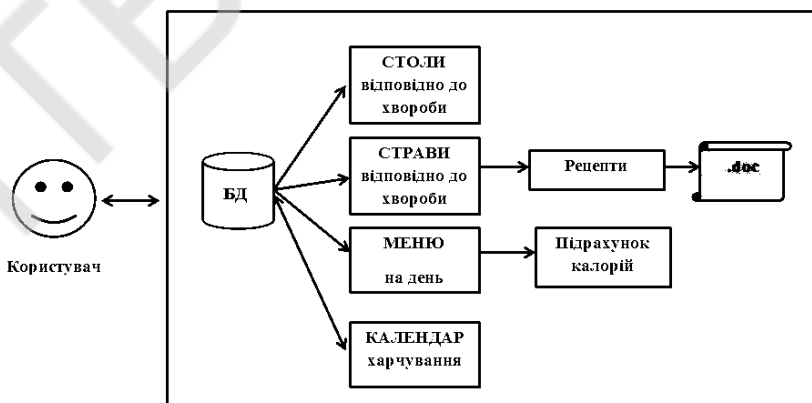 СТОЛИ
відповідно до
хвороби
СТРАВИ
відповідно до
хвороби
Рецепти
.doc
БД
Користувач
МЕНЮ
на день
Підрахунок
калорій
КАЛЕНДАР
харчування